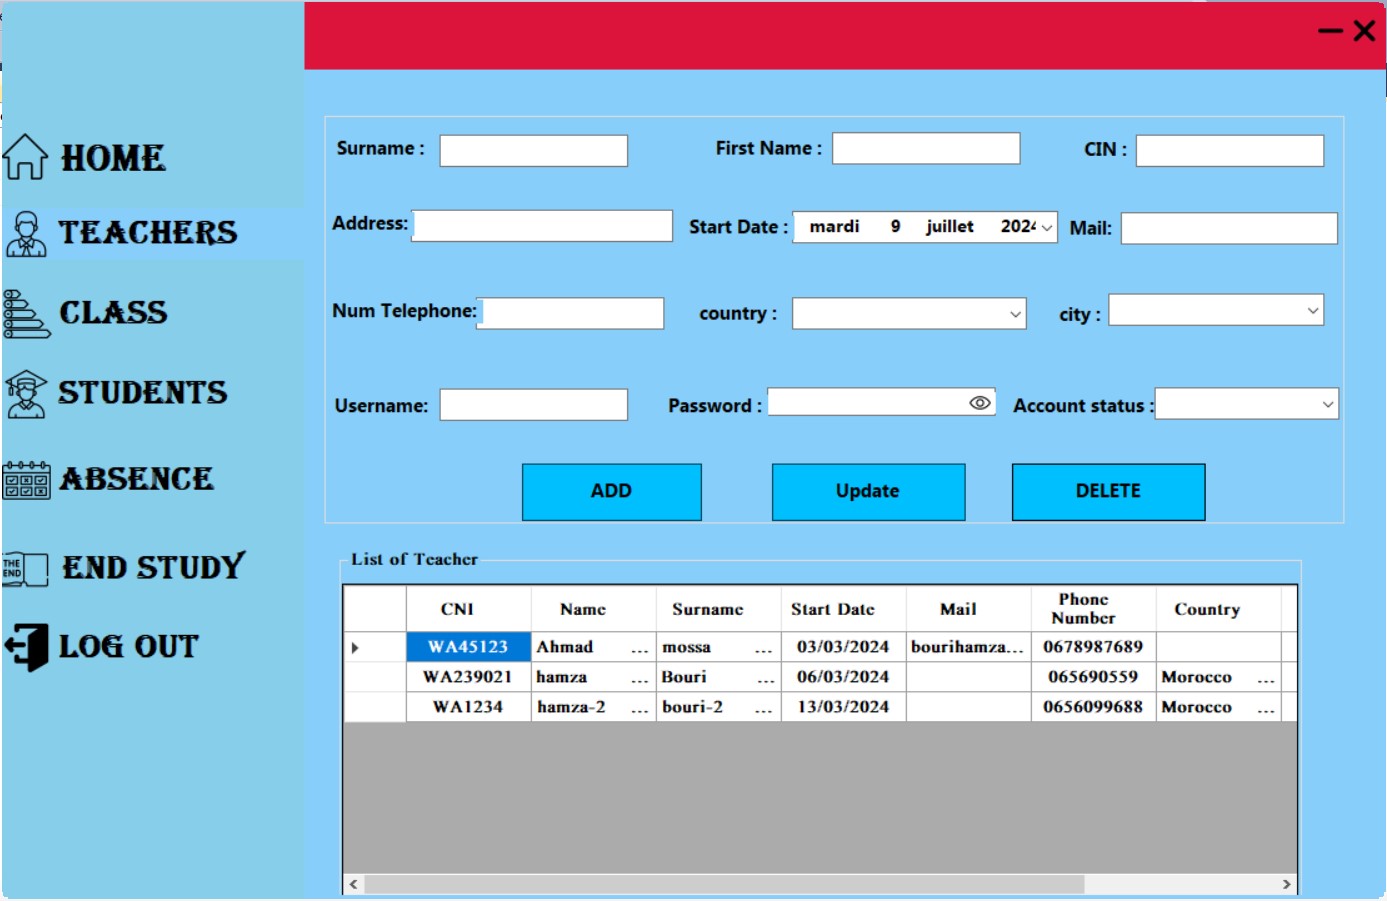 HOME
TEACHERS
CLASS
STUDENTS
ABSENCE
THE END
END STUDY
LOG OUT
Surname : First Name : CIN :
Address: Start Date : mardi 9 juillet 2024 Mail:
Num Telephone: country : city :
Username: Password : Account status :
ADD Update DELETE
List of Teacher
CNI Name Surname Start Date Mail Phone Number Country
WA45123 Ahmad ... mossa ... 03/03/2024 bourihamza... 0678987689
WA239021 hamza ... Bouri ... 06/03/2024 065690559 Morocco ...
WA1234 hamza-2 ... bouri-2 ... 13/03/2024 0656099688 Morocco ...